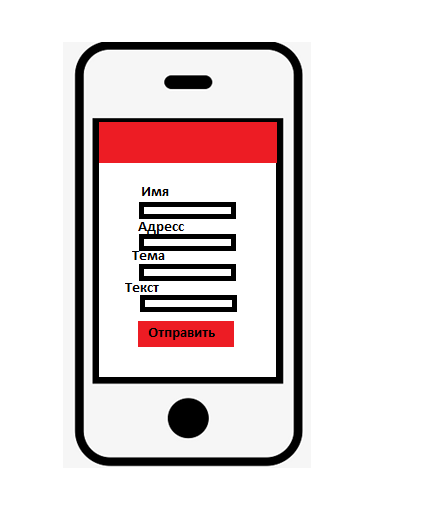 Имя
Адресс
Тема
Текст
Отправить